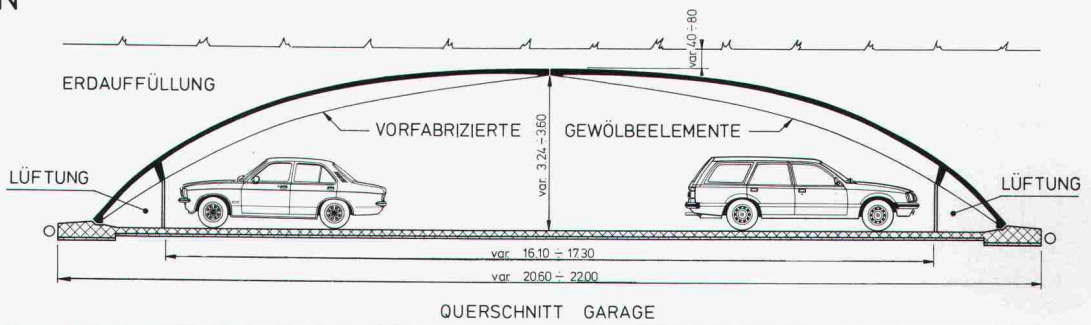 N
var. 40÷80
ERDAUFFÜLLUNG
VORFABRIZIERTE GEWÖLBEELEMENTE
var. 3.24÷3.60
LÜFTUNG
LÜFTUNG
var. 16.10 ÷ 17.30
var. 20.60 ÷ 22.00
QUERSCHNITT GARAGE